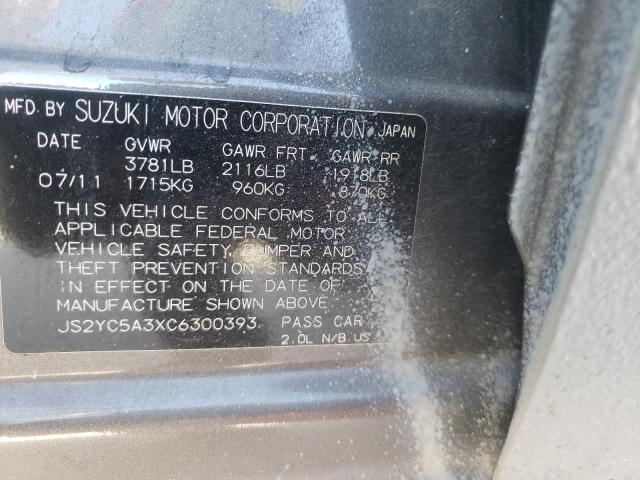 MFD. BY SUZUKI MOTOR CORPORATION, JAPAN
DATE GVWR GAWR FRT. GAWR RR
3781LB 2116LB 1918LB
07/11 1715KG 960KG 870KG
THIS VEHICLE CONFORMS TO ALL
APPLICABLE FEDERAL MOTOR
VEHICLE SAFETY BUMPER AND
THEFT PREVENTION STANDARDS
IN EFFECT ON THE DATE OF
MANUFACTURE SHOWN ABOVE
JS2YC5A3XC6300393 PASS CAR
2.0L N/B.US